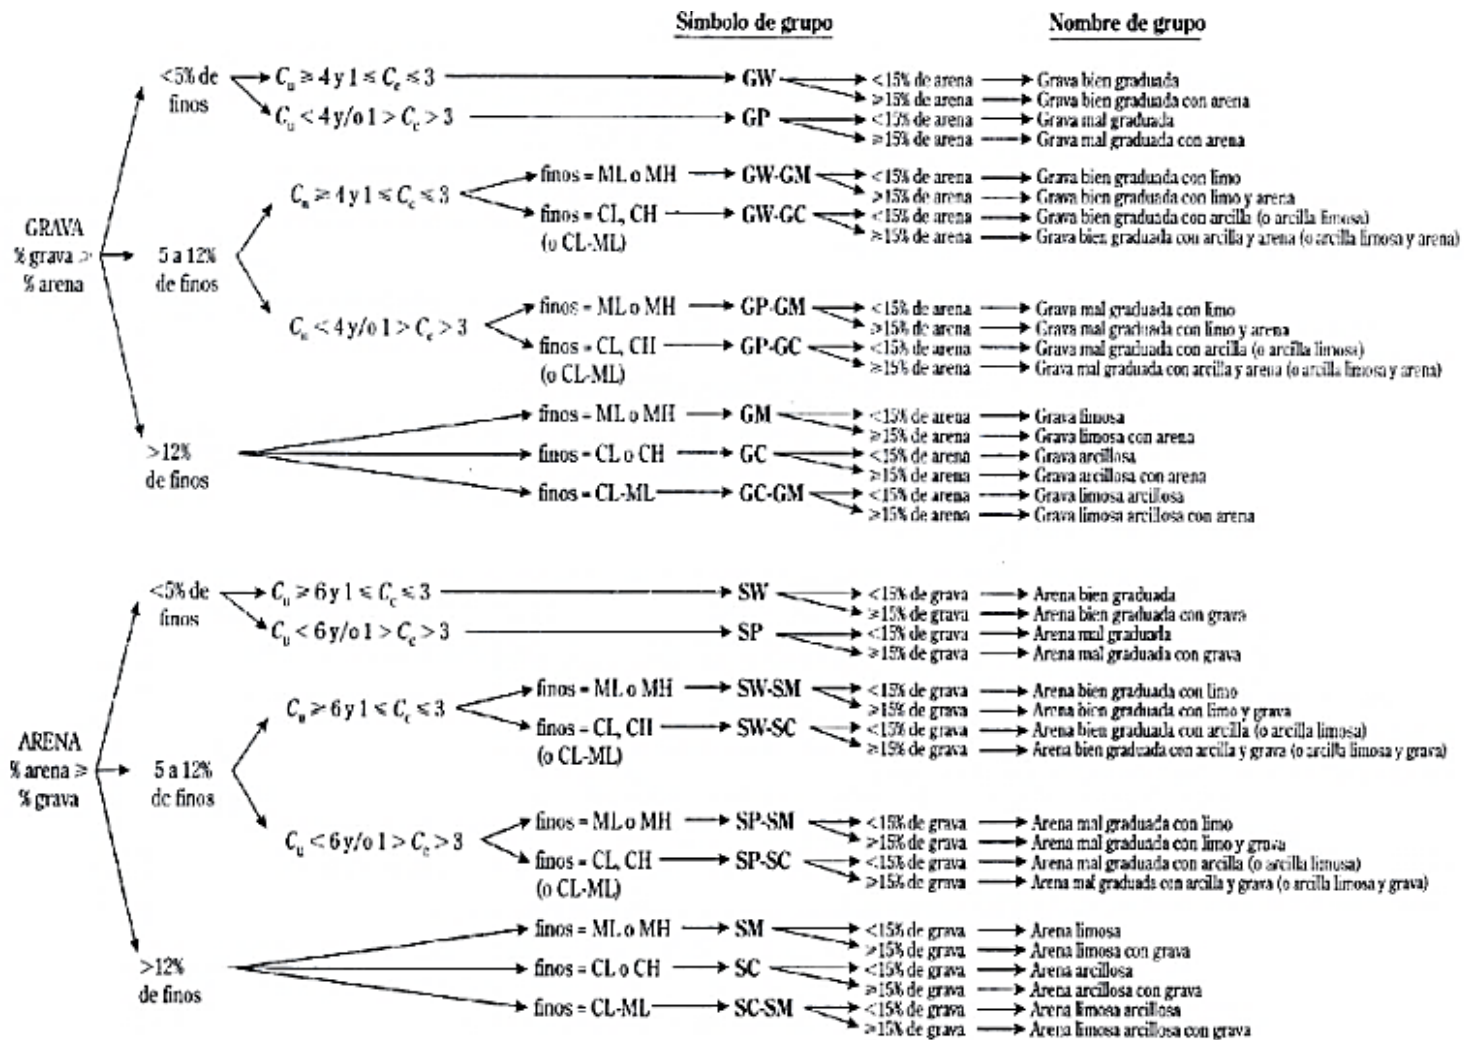 Símbolo de grupo Nombre de grupo
<5% de finos
C_u ≥ 4 y 1 ≤ C_c ≤ 3 GW <15% de arena Grava bien graduada
≥15% de arena Grava bien graduada con arena
C_u < 4 y/o 1 > C_c > 3 GP <15% de arena Grava mal graduada
≥15% de arena Grava mal graduada con arena
GRAVA
% grava >
% arena
5 a 12%
de finos
C_u ≥ 4 y 1 ≤ C_c ≤ 3
finos = ML o MH GW-GM <15% de arena Grava bien graduada con limo
≥15% de arena Grava bien graduada con limo y arena
finos = CL, CH GW-GC <15% de arena Grava bien graduada con arcilla (o arcilla limosa)
(o CL-ML) ≥15% de arena Grava bien graduada con arcilla y arena (o arcilla limosa y arena)
C_u < 4 y/o 1 > C_c > 3
finos = ML o MH GP-GM <15% de arena Grava mal graduada con limo
≥15% de arena Grava mal graduada con limo y arena
finos = CL, CH GP-GC <15% de arena Grava mal graduada con arcilla (o arcilla limosa)
(o CL-ML) ≥15% de arena Grava mal graduada con arcilla y arena (o arcilla limosa y arena)
>12%
de finos
finos = ML o MH GM <15% de arena Grava limosa
≥15% de arena Grava limosa con arena
finos = CL o CH GC <15% de arena Grava arcillosa
≥15% de arena Grava arcillosa con arena
finos = CL-ML GC-GM <15% de arena Grava limosa arcillosa
≥15% de arena Grava limosa arcillosa con arena
<5% de
finos
C_u ≥ 6 y 1 ≤ C_c ≤ 3 SW <15% de grava Arena bien graduada
≥15% de grava Arena bien graduada con grava
C_u < 6 y/o 1 > C_c > 3 SP <15% de grava Arena mal graduada
≥15% de grava Arena mal graduada con grava
ARENA
% arena ≥
% grava
5 a 12%
de finos
C_u ≥ 6 y 1 ≤ C_c ≤ 3
finos = ML o MH SW-SM <15% de grava Arena bien graduada con limo
≥15% de grava Arena bien graduada con limo y grava
finos = CL, CH SW-SC <15% de grava Arena bien graduada con arcilla (o arcilla limosa)
(o CL-ML) ≥15% de grava Arena bien graduada con arcilla y grava (o arcilla limosa y grava)
C_u < 6 y/o 1 > C_c > 3
finos = ML o MH SP-SM <15% de grava Arena mal graduada con limo
≥15% de grava Arena mal graduada con limo y grava
finos = CL, CH SP-SC <15% de grava Arena mal graduada con arcilla (o arcilla limosa)
(o CL-ML) ≥15% de grava Arena mal graduada con arcilla y grava (o arcilla limosa y grava)
>12%
de finos
finos = ML o MH SM <15% de grava Arena limosa
≥15% de grava Arena limosa con grava
finos = CL o CH SC <15% de grava Arena arcillosa
≥15% de grava Arena arcillosa con grava
finos = CL-ML SC-SM <15% de grava Arena limosa arcillosa
≥15% de grava Arena limosa arcillosa con grava